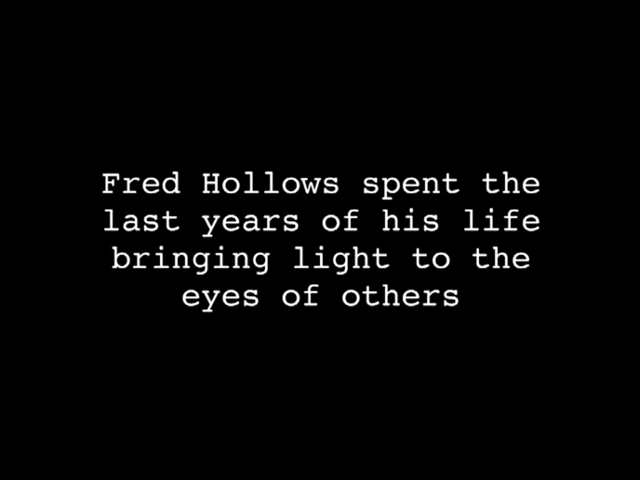 Fred Hollows spent the
last years of his life
bringing light to the
eyes of others